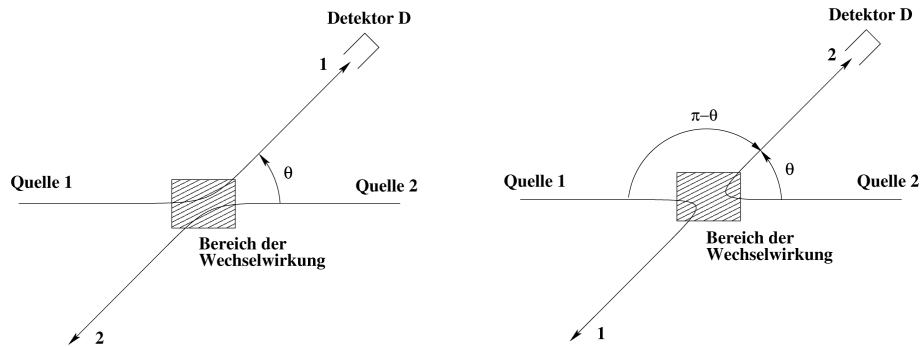 Detektor D
1
θ
Quelle 1
Quelle 2
Bereich der
Wechselwirkung
2
Detektor D
2
π−θ
θ
Quelle 1
Quelle 2
Bereich der
Wechselwirkung
1